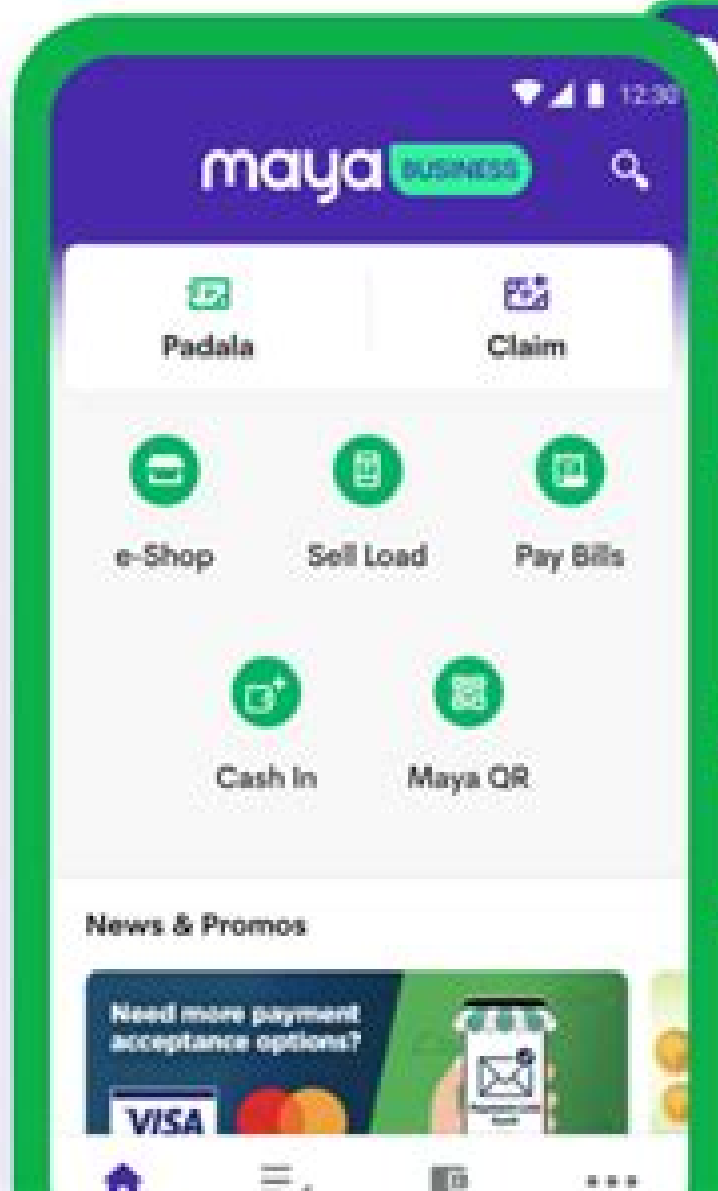 12:30
maya BUSINESS
Padala Claim
e-Shop Sell Load Pay Bills
Cash In Maya QR
News & Promos
Need more payment
acceptance options?
VISA